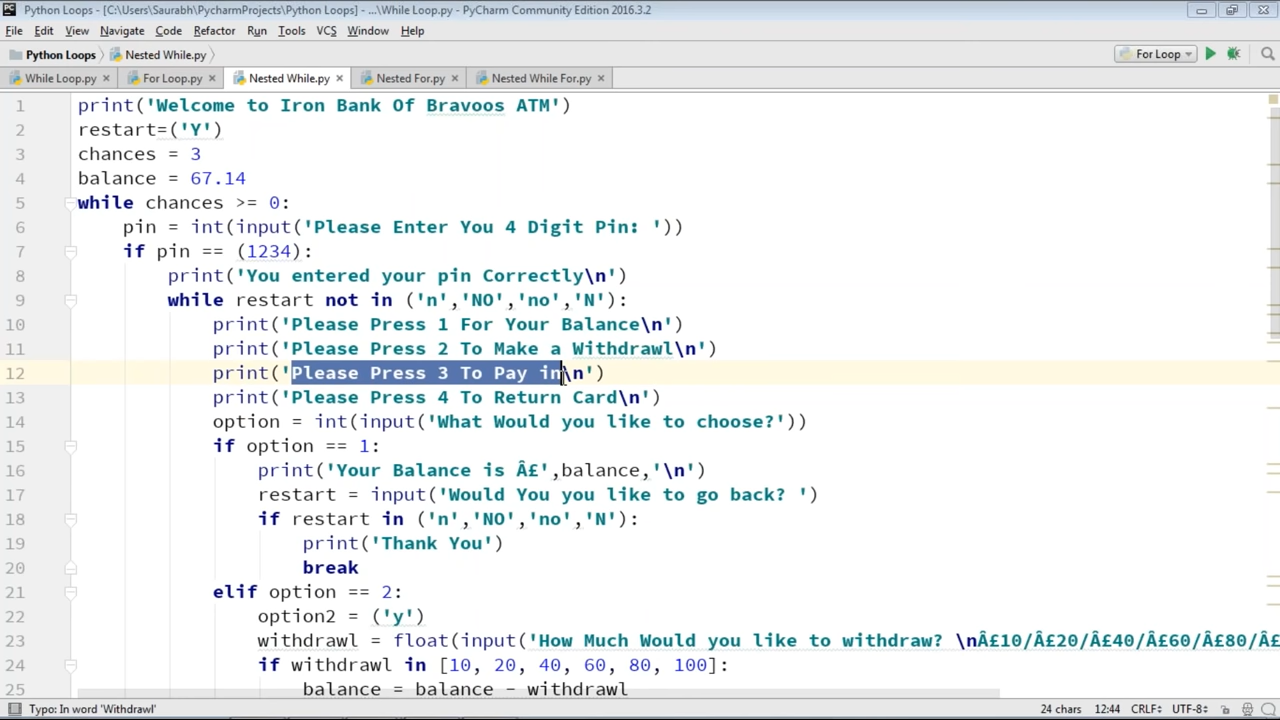 Python Loops - [C:\Users\Saurabh\PycharmProjects\Python Loops] - ...\While Loop.py - PyCharm Community Edition 2016.3.2
File Edit View Navigate Code Refactor Run Tools VCS Window Help
Python Loops Nested While.py For Loop
While Loop.py For Loop.py Nested While.py Nested For.py Nested While For.py
1 print('Welcome to Iron Bank Of Bravoos ATM')
2 restart=('Y')
3 chances = 3
4 balance = 67.14
5 while chances >= 0:
6 pin = int(input('Please Enter You 4 Digit Pin: '))
7 if pin == (1234):
8 print('You entered your pin Correctly\n')
9 while restart not in ('n','NO','no','N'):
10 print('Please Press 1 For Your Balance\n')
11 print('Please Press 2 To Make a Withdrawl\n')
12 print('Please Press 3 To Pay in\n')
13 print('Please Press 4 To Return Card\n')
14 option = int(input('What Would you like to choose?'))
15 if option == 1:
16 print('Your Balance is Â£',balance,'\n')
17 restart = input('Would You you like to go back? ')
18 if restart in ('n','NO','no','N'):
19 print('Thank You')
20 break
21 elif option == 2:
22 option2 = ('y')
23 withdrawl = float(input('How Much Would you like to withdraw? \nÂ£10/Â£20/Â£40/Â£60/Â£80/Â£
24 if withdrawl in [10, 20, 40, 60, 80, 100]:
25 balance = balance - withdrawl
Typo: In word 'Withdrawl' 24 chars 12:44 CRLF UTF-8